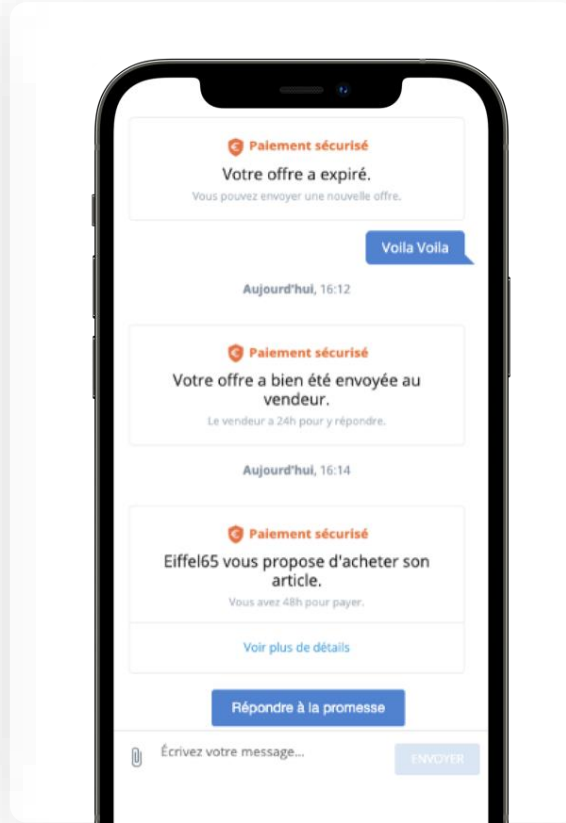 Paiement sécurisé
Votre offre a expiré.
Vous pouvez envoyer une nouvelle offre.
Voila Voila
Aujourd'hui, 16:12
Paiement sécurisé
Votre offre a bien été envoyée au
vendeur.
Le vendeur a 24h pour y répondre.
Aujourd'hui, 16:14
Paiement sécurisé
Eiffel65 vous propose d'acheter son
article.
Vous avez 48h pour payer.
Voir plus de détails
Répondre à la promesse
Écrivez votre message...
ENVOYER